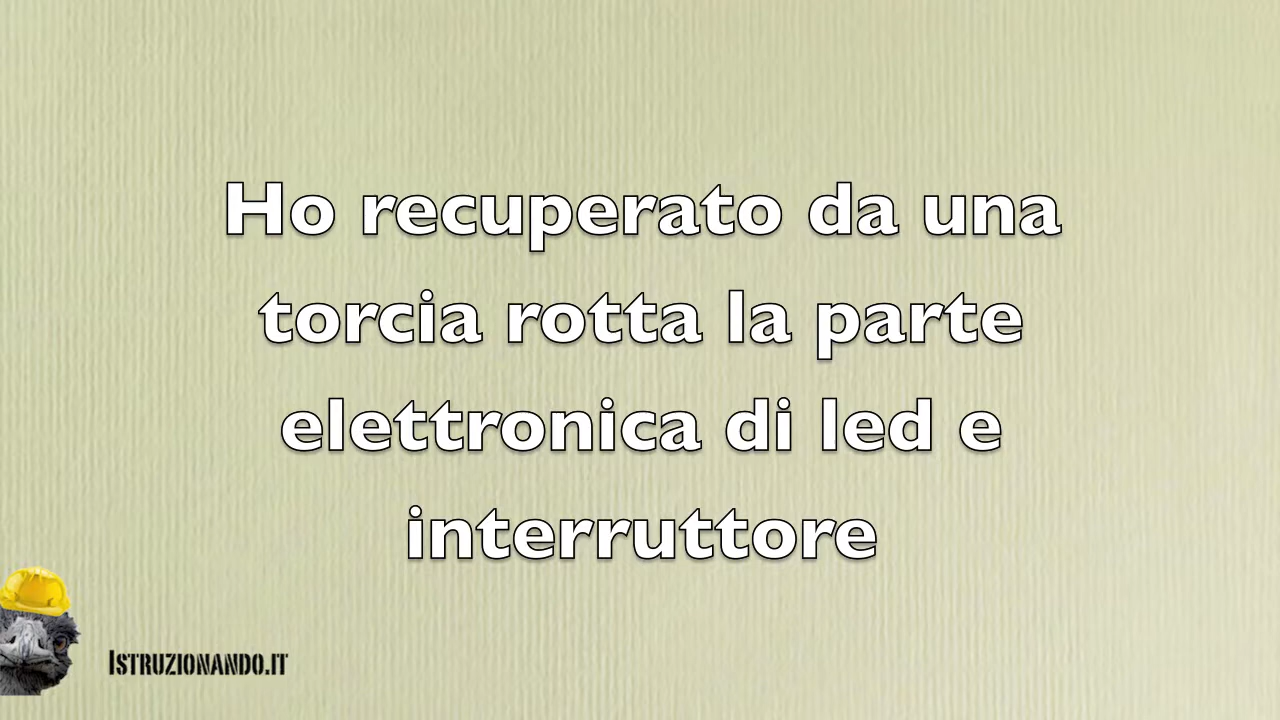 Ho recuperato da una
torcia rotta la parte
elettronica di led e
interruttore
Istruzionando.it